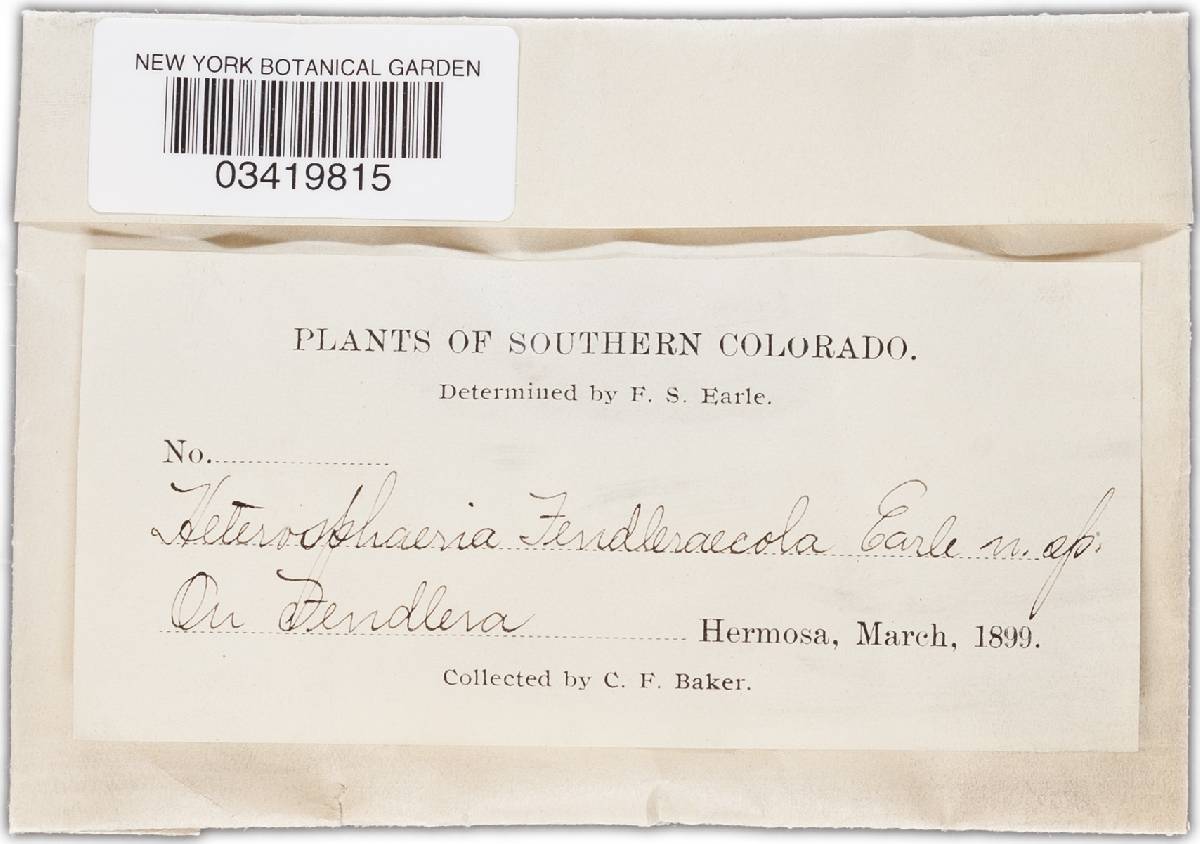 NEW YORK BOTANICAL GARDEN
03419815
PLANTS OF SOUTHERN COLORADO.
Determined by F. S. Earle.
No.
Heterosphaeria Fendleraecola Earle n. sp.
On Fendlera Hermosa, March, 1899.
Collected by C. F. Baker.